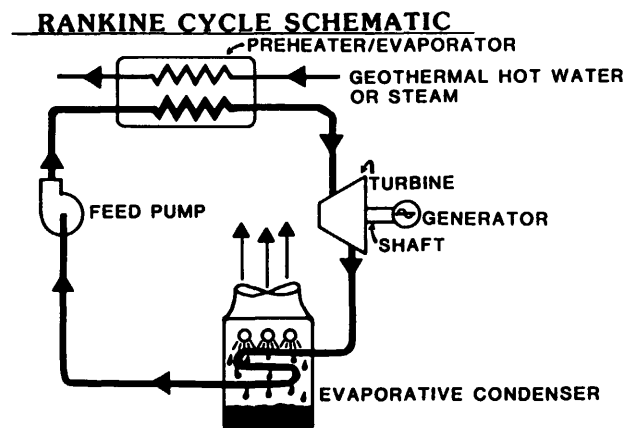 RANKINE CYCLE SCHEMATIC
PREHEATER/EVAPORATOR
GEOTHERMAL HOT WATER
OR STEAM
TURBINE
FEED PUMP
GENERATOR
SHAFT
EVAPORATIVE CONDENSER